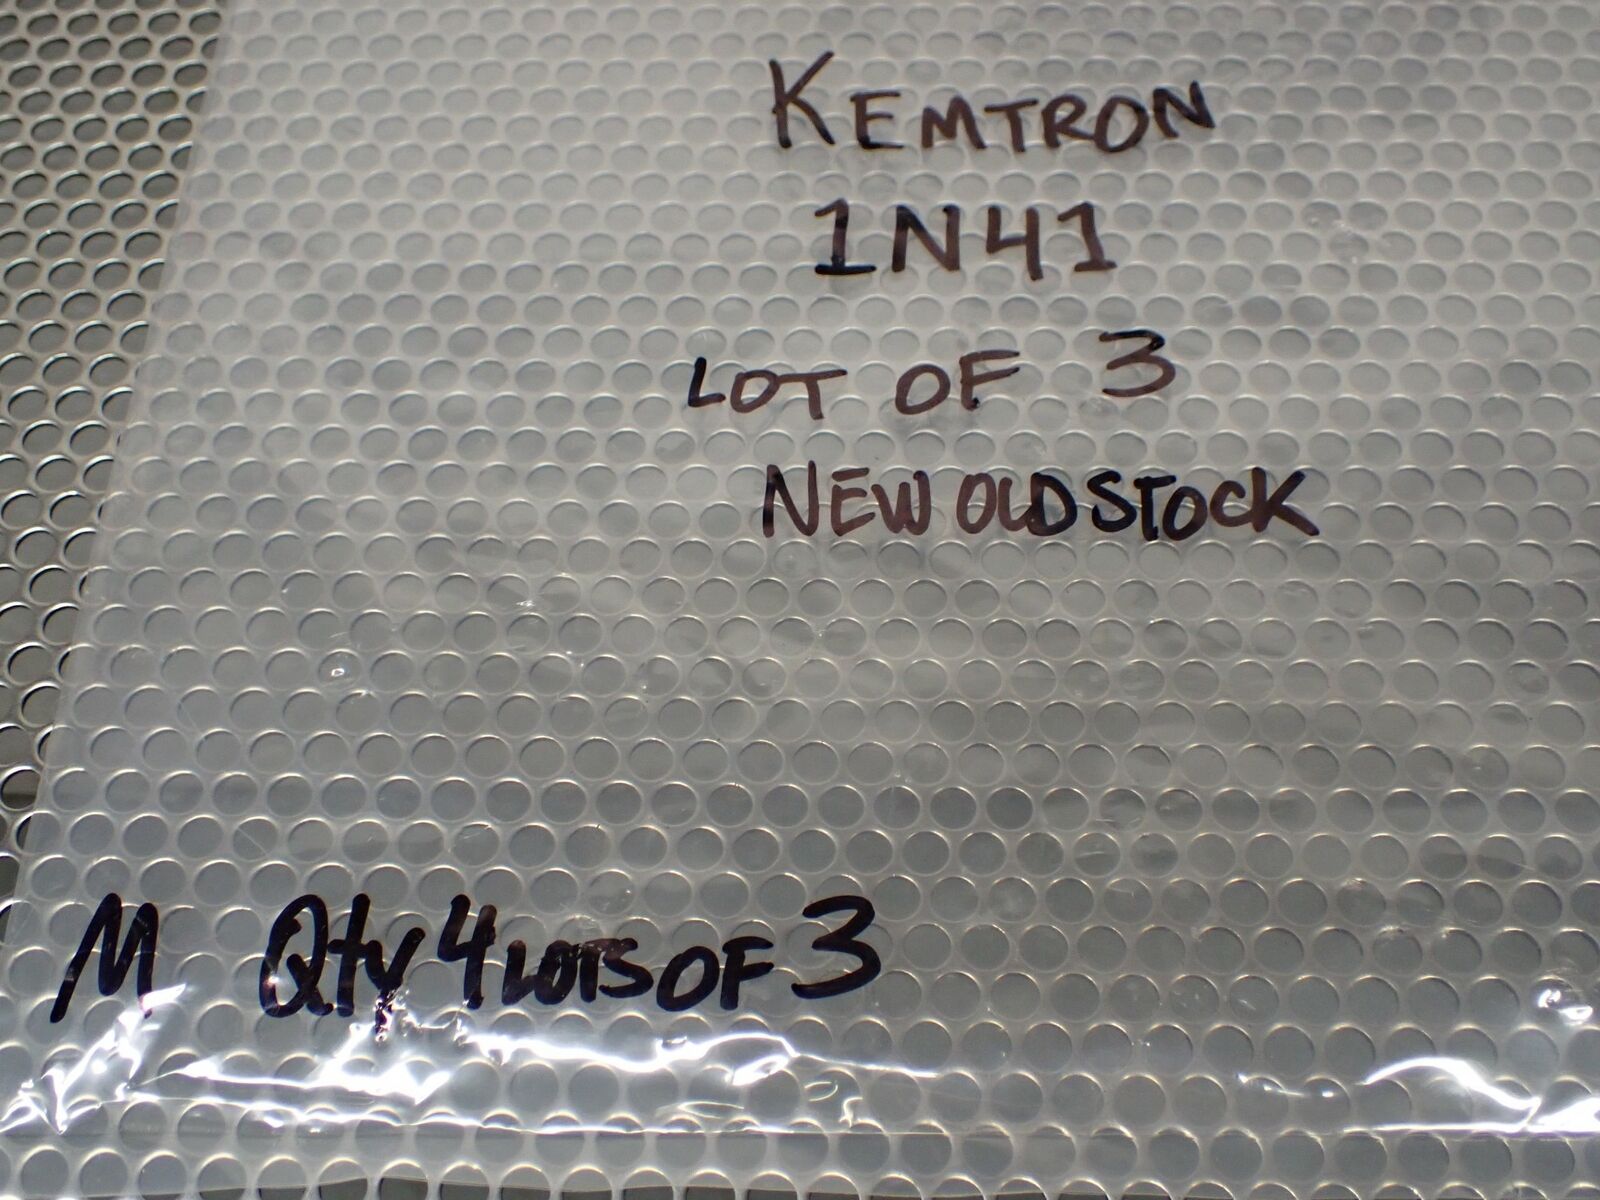 KEMTRON
1N41
LOT OF 3
NEW OLD STOCK
M Qty 4 LOTS OF 3